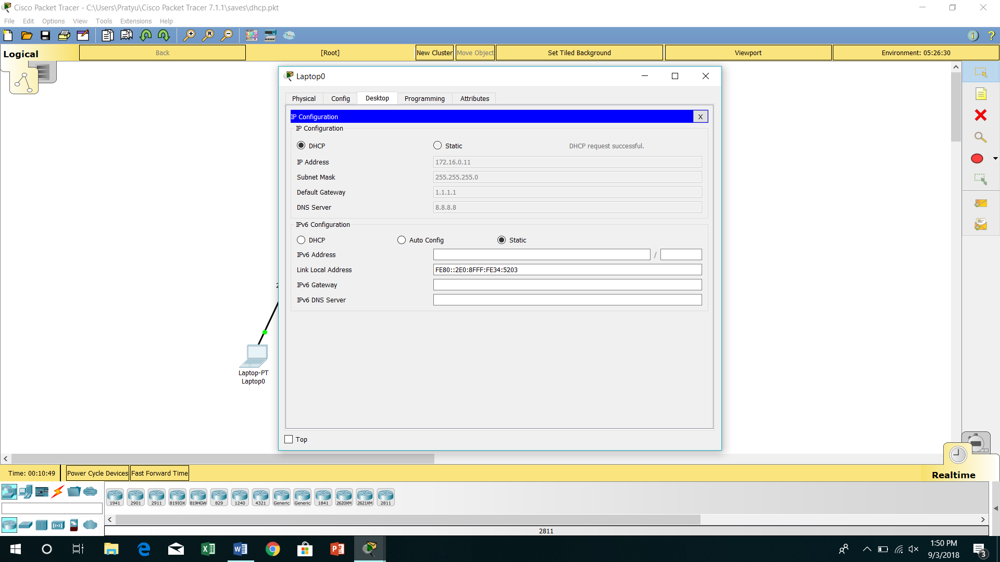 Cisco Packet Tracer - C:\Users\Pratyu\Cisco Packet Tracer 7.1.1\saves\dhcp.pkt
File Edit Options View Tools Extensions Help
Logical Back [Root] New Cluster Move Object Set Tiled Background Viewport Environment: 05:26:30
Laptop0
Physical Config Desktop Programming Attributes
IP Configuration X
IP Configuration
DHCP Static DHCP request successful.
IP Address 172.16.0.11
Subnet Mask 255.255.255.0
Default Gateway 1.1.1.1
DNS Server 8.8.8.8
IPv6 Configuration
DHCP Auto Config Static
IPv6 Address /
Link Local Address FE80::2E0:8FFF:FE34:5203
IPv6 Gateway
IPv6 DNS Server
Laptop-PT
Laptop0
Top
Time: 00:10:49 Power Cycle Devices Fast Forward Time Realtime
1941 2901 2911 819IOX 819HGW 829 1240 4321 Generic Generic 1841 2620XM 2621XM 2811
2811
1:50 PM
9/3/2018
3